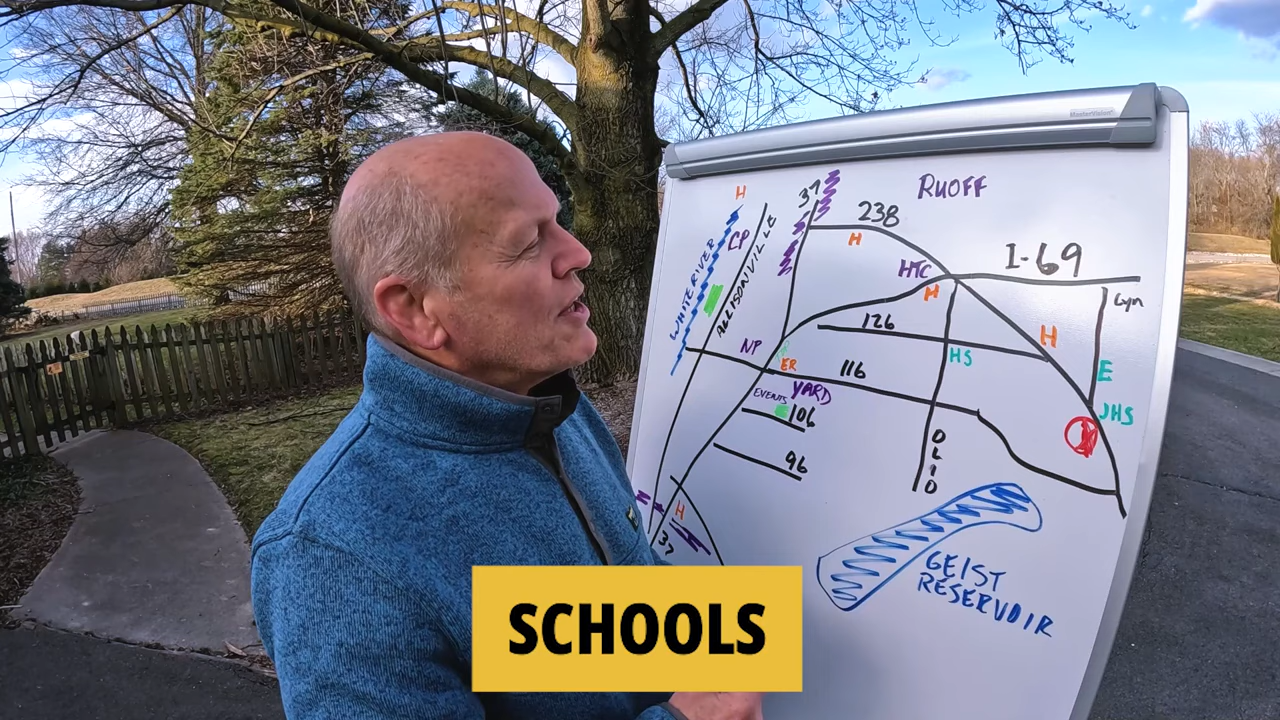 MasterVision
RUOFF
37
238
H
H
CP
WHITE RIVER
ALLISONVILLE
HTC
I-69
H
Cyn
126
H
HS
NP
ER
116
E
EVENTS
YARD
106
JHS
96
OLIO
H
37
GEIST
RESERVOIR
SCHOOLS